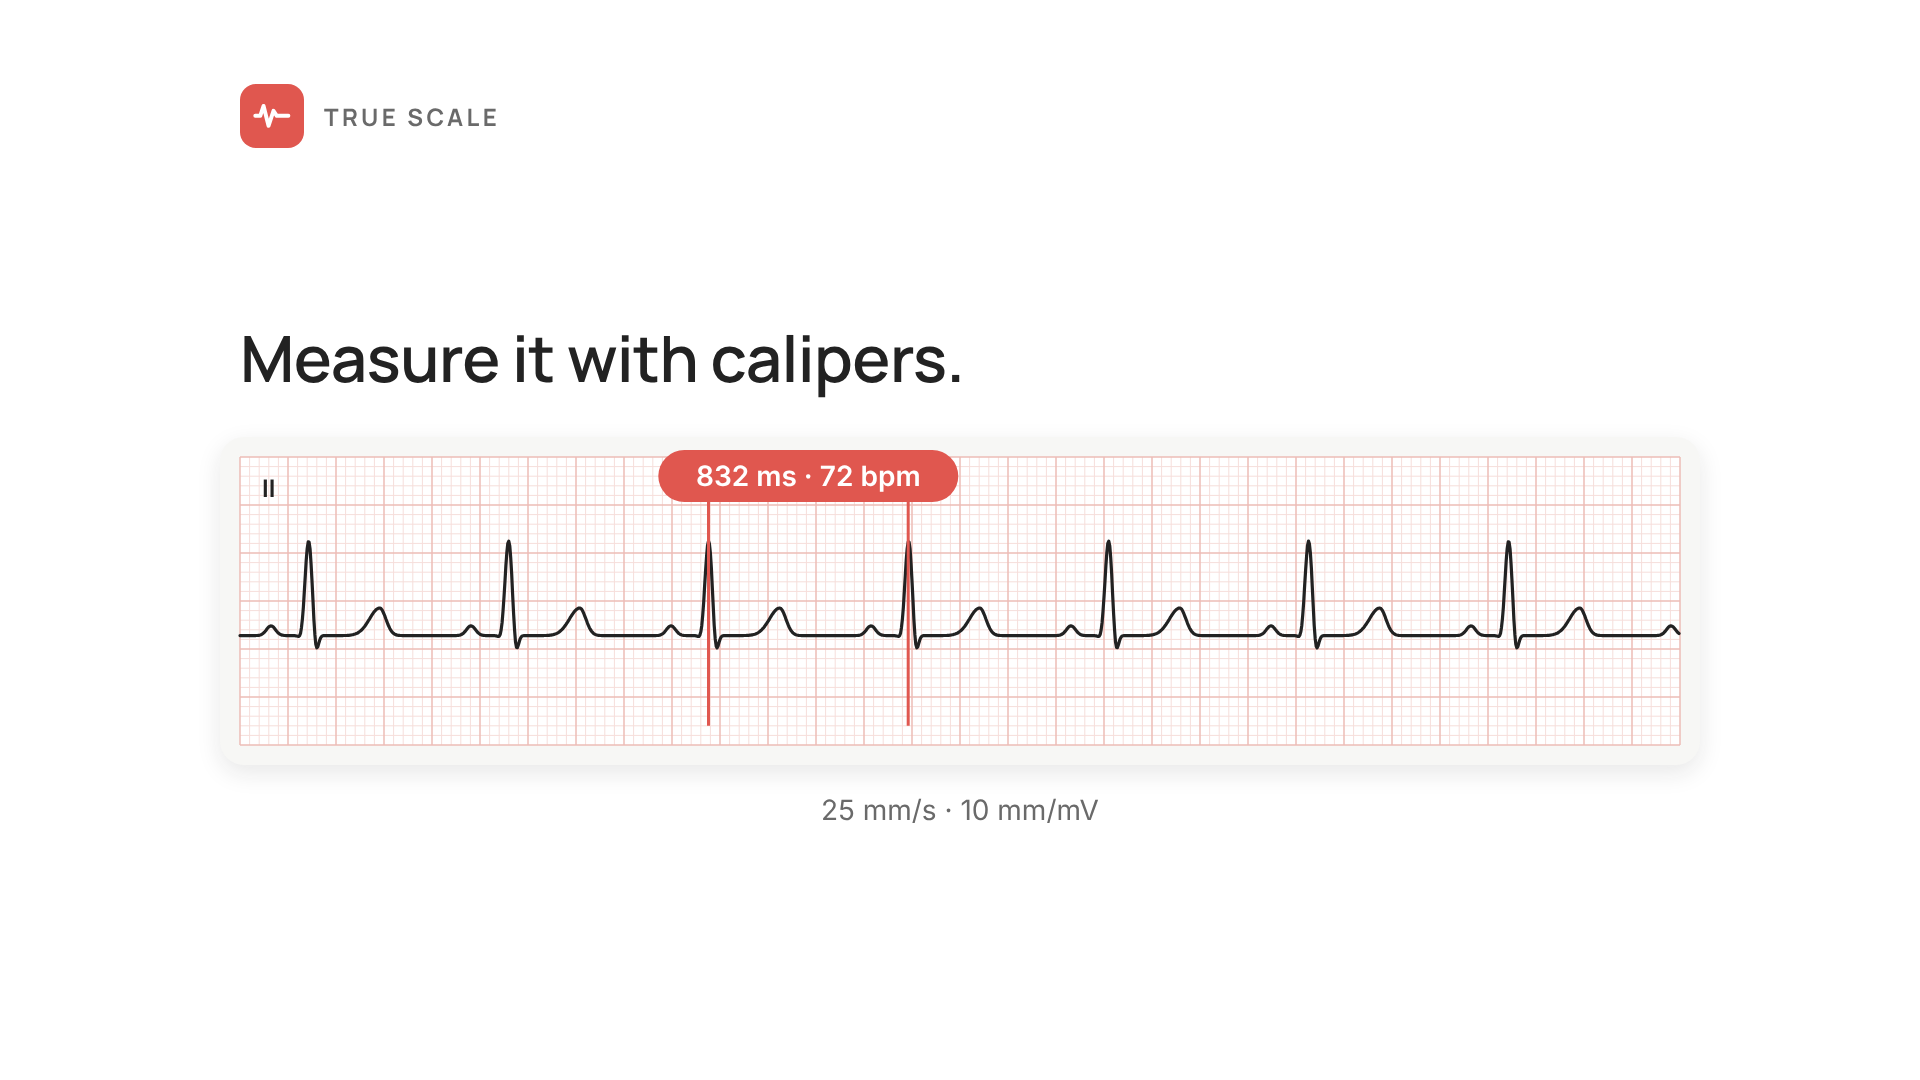 TRUE SCALE
Measure it with calipers.
832 ms · 72 bpm
II
25 mm/s · 10 mm/mV